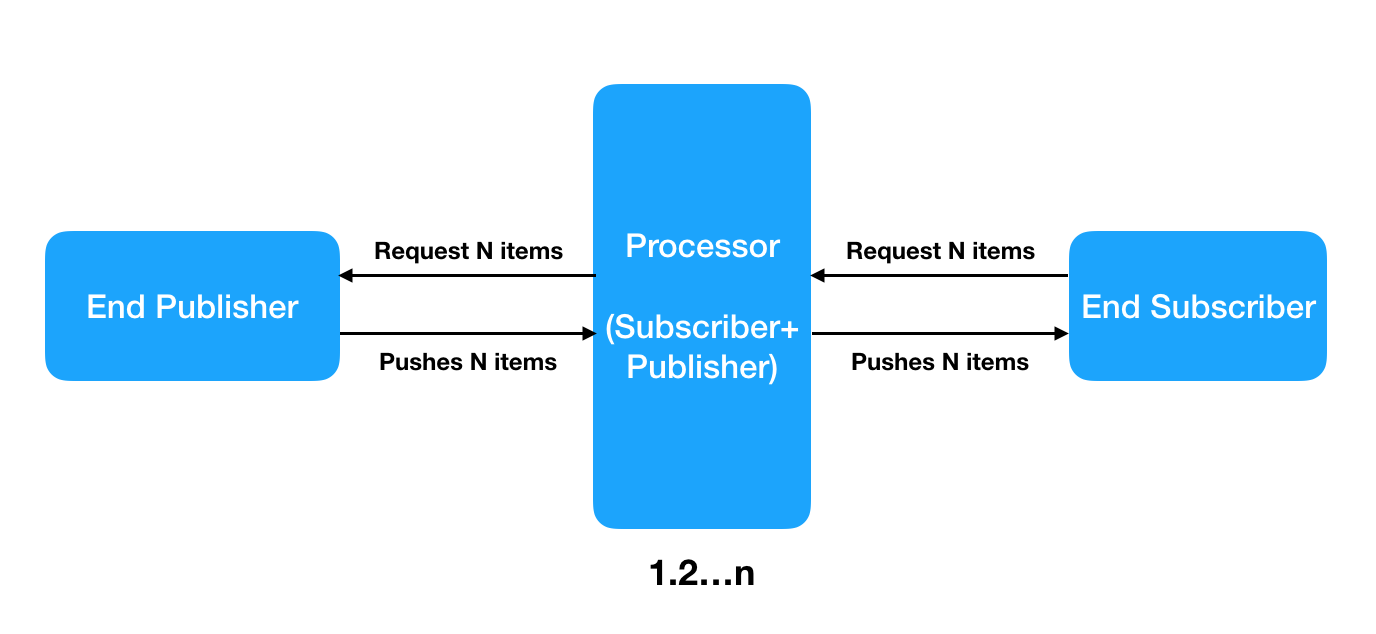 Request N items
Processor
Request N items
End Publisher
(Subscriber+
Publisher)
End Subscriber
Pushes N items
Pushes N items
1.2...n